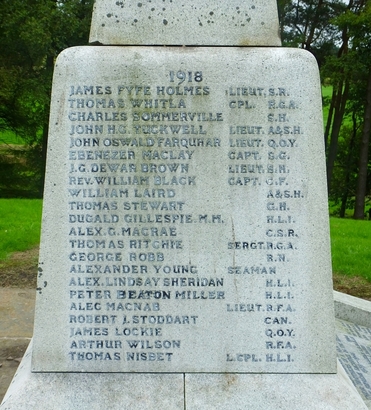 1918
JAMES FYFE HOLMES LIEUT. S.R.
THOMAS WHITLA CPL. R.G.A.
CHARLES SOMMERVILLE S.H.
JOHN H.G. TUCKWELL LIEUT. A&S.H.
JOHN OSWALD FARQUHAR LIEUT. Q.O.Y.
EBENEZER MACLAY CAPT. S.G.
J.G. DEWAR BROWN LIEUT.
REV. WILLIAM BLACK CAPT. C.F.
WILLIAM LAIRD A&S.H.
THOMAS STEWART G.H.
DUGALD GILLESPIE. M.M. H.L.I.
ALEX. G. MACRAE C.S.R.
THOMAS RITCHIE SERGT. R.G.A.
GEORGE ROBB R.N.
ALEXANDER YOUNG SEAMAN
ALEX. LINDSAY SHERIDAN H.L.I.
PETER BEATON MILLER H.L.I.
ALEC MACNAB LIEUT. R.F.A.
ROBERT J. STODDART CAN.
JAMES LOCKIE Q.O.Y.
ARTHUR WILSON R.F.A.
THOMAS NISBET L.CPL. H.L.I.